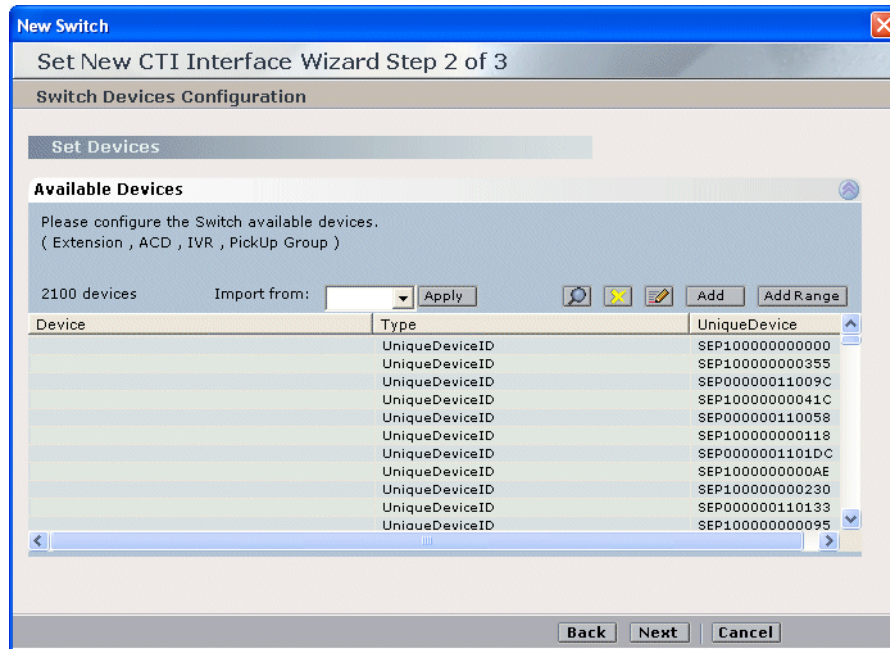 New Switch
Set New CTI Interface Wizard Step 2 of 3
Switch Devices Configuration
Set Devices
Available Devices
Please configure the Switch available devices.
( Extension , ACD , IVR , PickUp Group )
2100 devices Import from: Apply Add Add Range
Device Type UniqueDevice
UniqueDeviceID SEP100000000000
UniqueDeviceID SEP100000000355
UniqueDeviceID SEP00000011009C
UniqueDeviceID SEP10000000041C
UniqueDeviceID SEP000000110058
UniqueDeviceID SEP100000000118
UniqueDeviceID SEP0000001101DC
UniqueDeviceID SEP1000000000AE
UniqueDeviceID SEP100000000230
UniqueDeviceID SEP000000110133
UniqueDeviceID SEP100000000095
Back Next Cancel